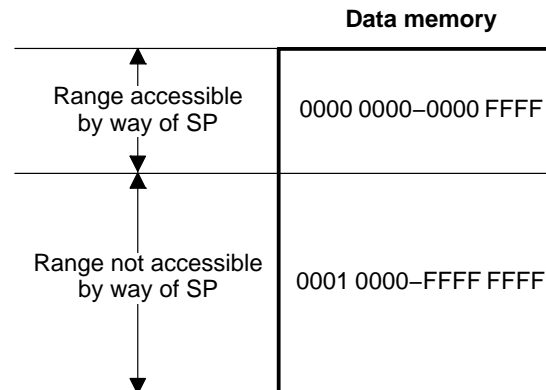 Data memory
Range accessible
by way of SP
0000 0000–0000 FFFF
Range not accessible
by way of SP
0001 0000–FFFF FFFF